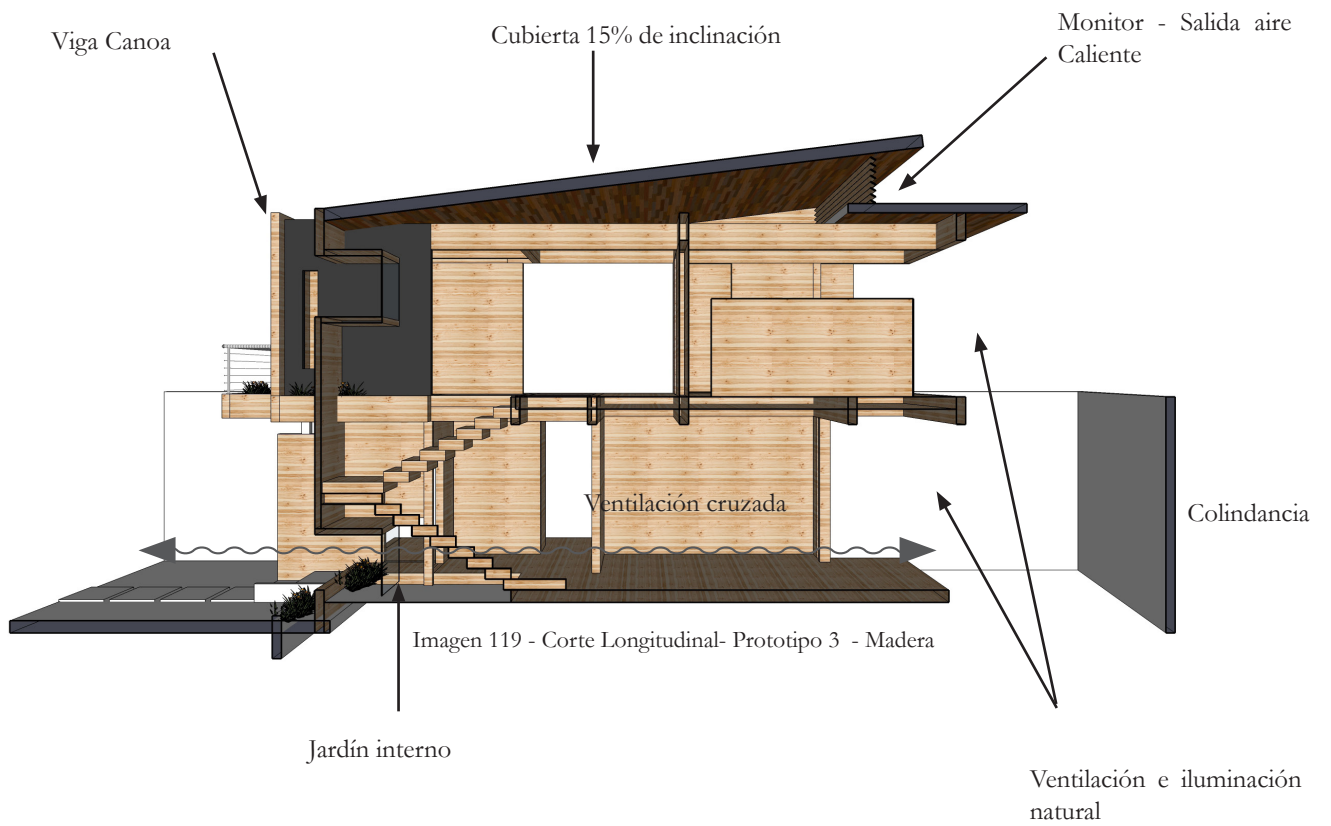 Monitor - Salida aire
Caliente
Viga Canoa
Cubierta 15% de inclinación
Ventilación cruzada
Colindancia
Imagen 119 - Corte Longitudinal- Prototipo 3 - Madera
Jardín interno
Ventilación e iluminación
natural